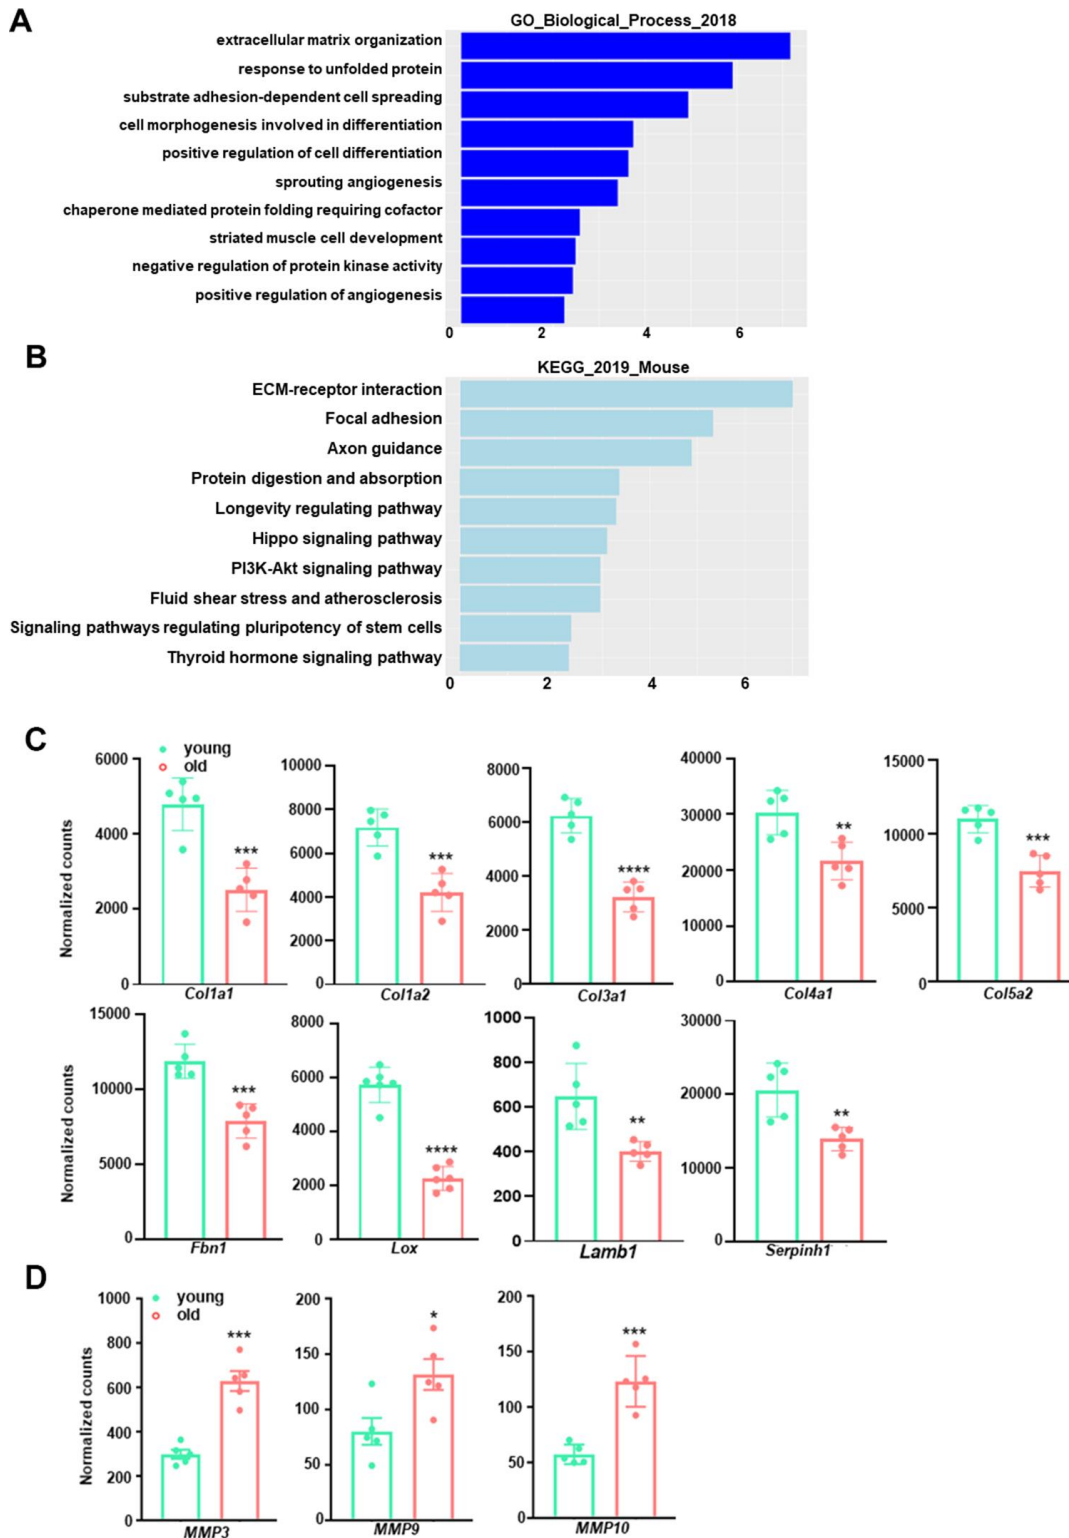 A
GO_Biological_Process_2018
extracellular matrix organization
response to unfolded protein
substrate adhesion-dependent cell spreading
cell morphogenesis involved in differentiation
positive regulation of cell differentiation
sprouting angiogenesis
chaperone mediated protein folding requiring cofactor
striated muscle cell development
negative regulation of protein kinase activity
positive regulation of angiogenesis
0 2 4 6
B
KEGG_2019_Mouse
ECM-receptor interaction
Focal adhesion
Axon guidance
Protein digestion and absorption
Longevity regulating pathway
Hippo signaling pathway
PI3K-Akt signaling pathway
Fluid shear stress and atherosclerosis
Signaling pathways regulating pluripotency of stem cells
Thyroid hormone signaling pathway
0 2 4 6
C
young
old
Normalized counts
6000
4000
2000
0
***
Col1a1
10000
8000
6000
4000
2000
0
***
Col1a2
8000
6000
4000
2000
0
****
Col3a1
40000
30000
20000
10000
0
**
Col4a1
15000
10000
5000
0
***
Col5a2
Normalized counts
15000
10000
5000
0
***
Fbn1
8000
6000
4000
2000
0
****
Lox
1000
800
600
400
200
0
**
Lamb1
30000
20000
10000
0
**
Serpinh1
D
young
old
Normalized counts
1000
800
600
400
200
0
***
MMP3
200
150
100
50
0
*
MMP9
200
150
100
50
0
***
MMP10